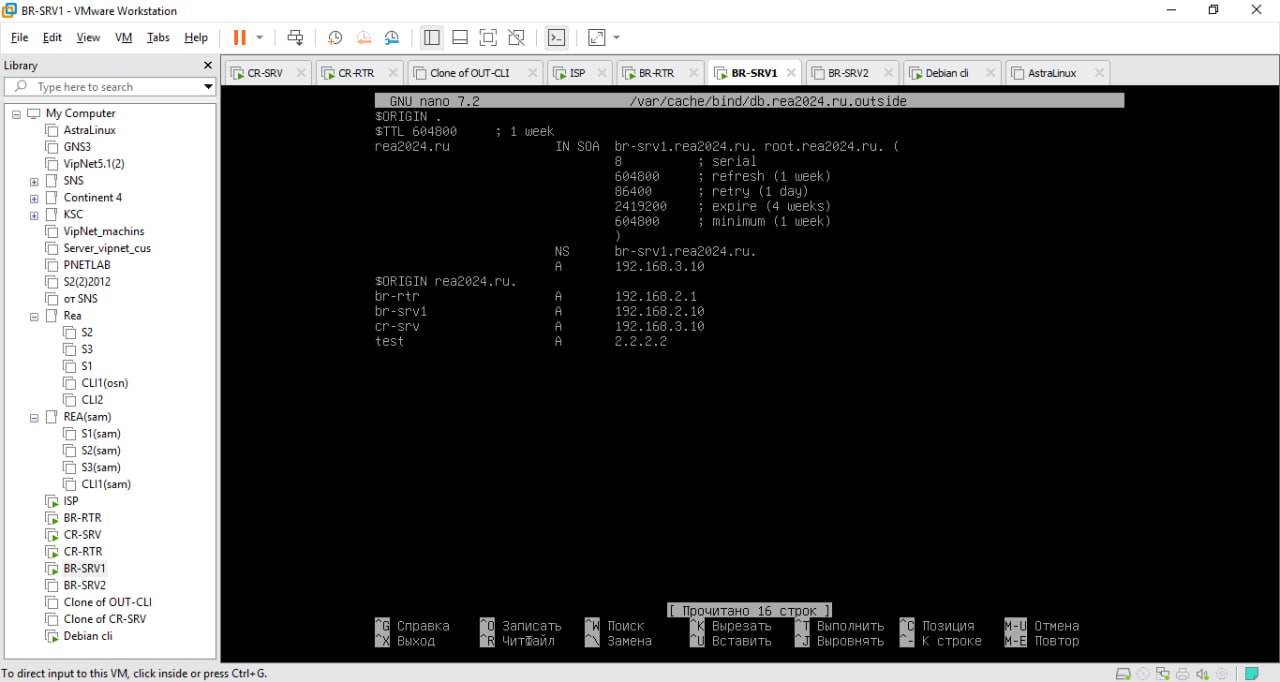 BR-SRV1 - VMware Workstation
File Edit View VM Tabs Help
Library
Type here to search
My Computer
AstraLinux
GNS3
VipNet5.1(2)
SNS
Continent 4
KSC
VipNet_machins
Server_vipnet_cus
PNETLAB
S2(2)2012
от SNS
Rea
S2
S3
S1
CLI1(osn)
CLI2
REA(sam)
S1(sam)
S2(sam)
S3(sam)
CLI1(sam)
ISP
BR-RTR
CR-SRV
CR-RTR
BR-SRV1
BR-SRV2
Clone of OUT-CLI
Clone of CR-SRV
Debian cli
CR-SRV CR-RTR Clone of OUT-CLI ISP BR-RTR BR-SRV1 BR-SRV2 Debian cli AstraLinux
GNU nano 7.2 /var/cache/bind/db.rea2024.ru.outside
$ORIGIN .
$TTL 604800 ; 1 week
rea2024.ru IN SOA br-srv1.rea2024.ru. root.rea2024.ru. (
8 ; serial
604800 ; refresh (1 week)
86400 ; retry (1 day)
2419200 ; expire (4 weeks)
604800 ; minimum (1 week)
)
NS br-srv1.rea2024.ru.
A 192.168.3.10
$ORIGIN rea2024.ru.
br-rtr A 192.168.2.1
br-srv1 A 192.168.2.10
cr-srv A 192.168.3.10
test A 2.2.2.2
[ Прочитано 16 строк ]
^G Справка ^O Записать ^W Поиск ^K Вырезать ^T Выполнить ^C Позиция M-U Отмена
^X Выход ^R ЧитФайл ^\ Замена ^U Вставить ^J Выровнять ^- К строке M-E Повтор
To direct input to this VM, click inside or press Ctrl+G.